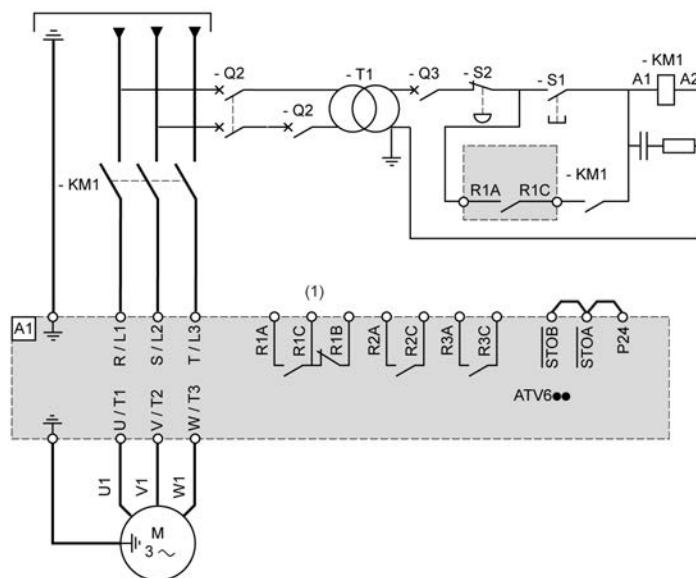 - Q2
- T1
- Q3
- S2
- S1
- KM1
A1
A2
- Q2
- KM1
R1A
R1C
- KM1
(1)
A1
R / L1
S / L2
T / L3
R1A
R1C
R1B
R2A
R2C
R3A
R3C
STOB
STOA
P24
ATV6●●
U / T1
V / T2
W / T3
U1
V1
W1
M
3 ~